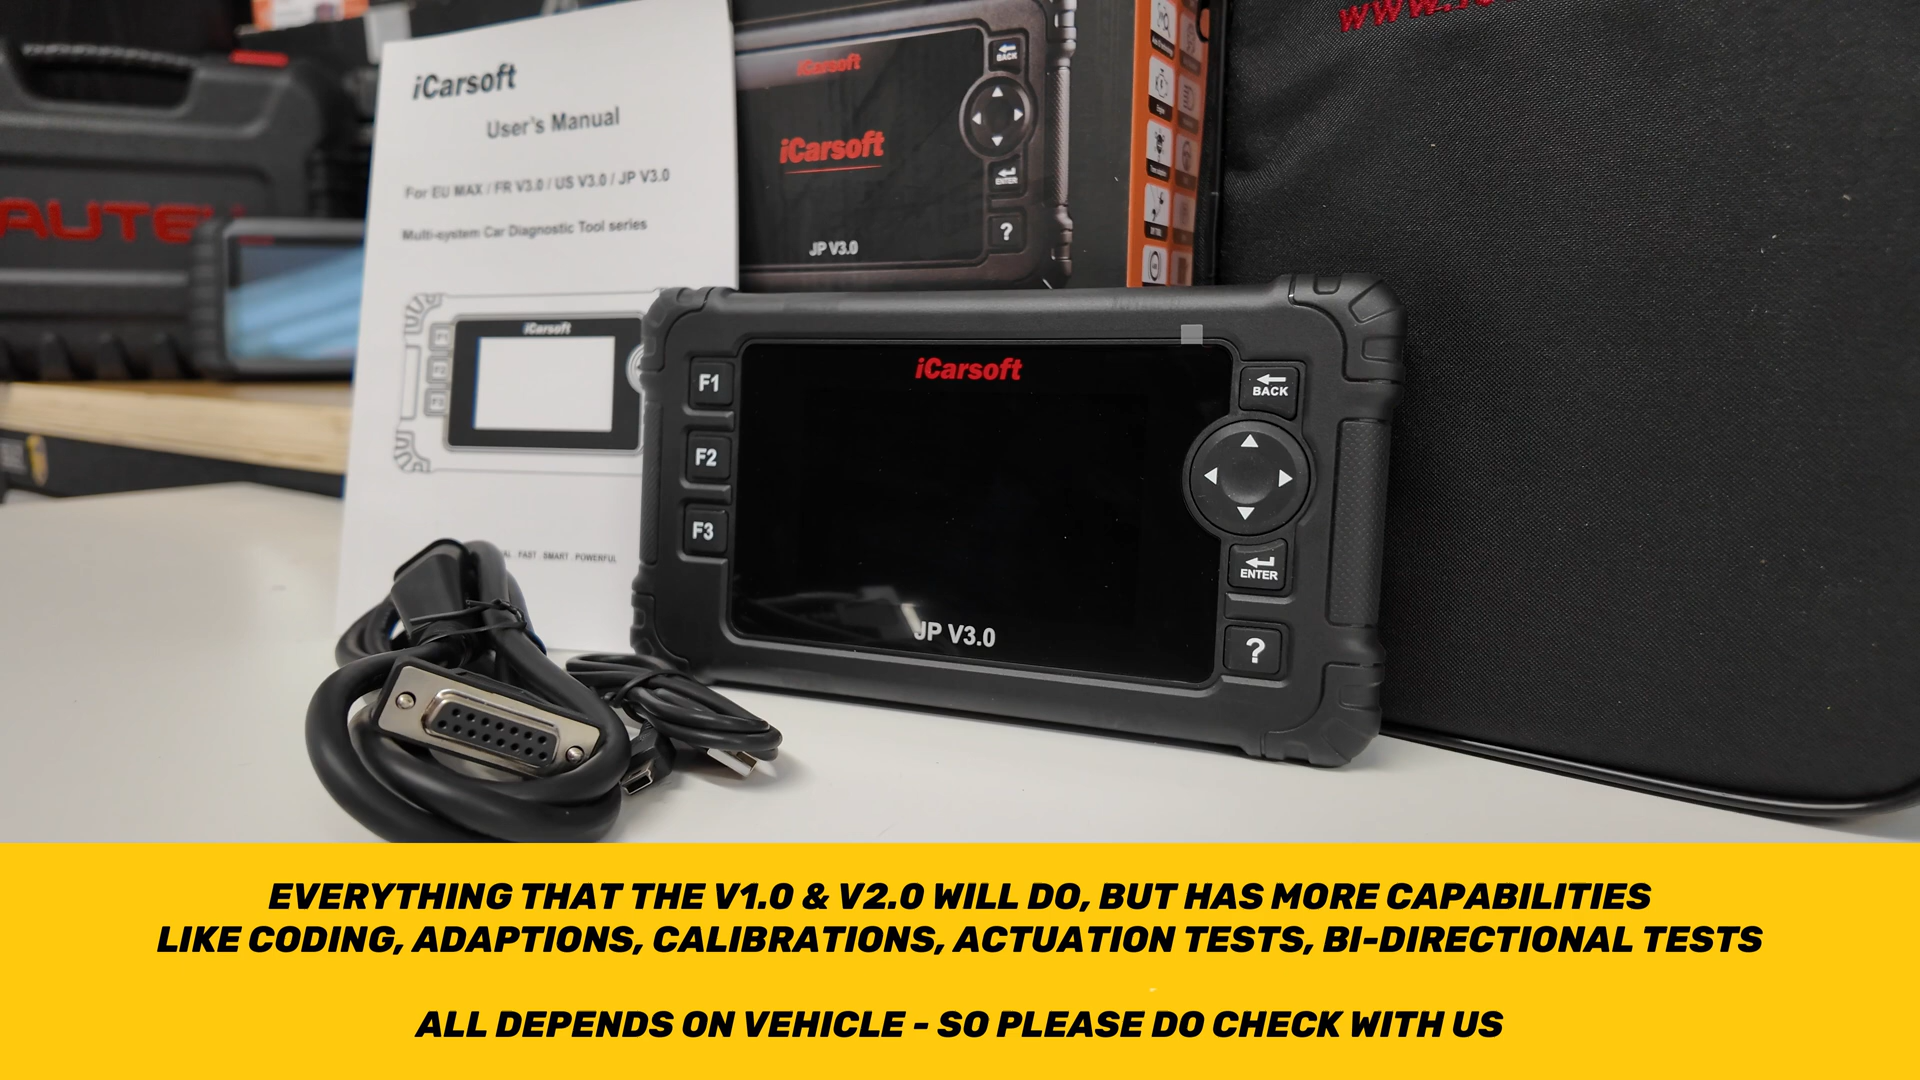 iCarsoft
User's Manual
For EU MAX / FR V3.0 / US V3.0 / JP V3.0
Multi-system Car Diagnostic Tool series
iCarsoft
FAST . SMART . POWERFUL
iCarsoft
iCarsoft
BACK
ENTER
?
JP V3.0
AUTE
iCarsoft
F1
F2
F3
BACK
ENTER
?
JP V3.0
EVERYTHING THAT THE V1.0 & V2.0 WILL DO, BUT HAS MORE CAPABILITIES
LIKE CODING, ADAPTIONS, CALIBRATIONS, ACTUATION TESTS, BI-DIRECTIONAL TESTS
ALL DEPENDS ON VEHICLE - SO PLEASE DO CHECK WITH US